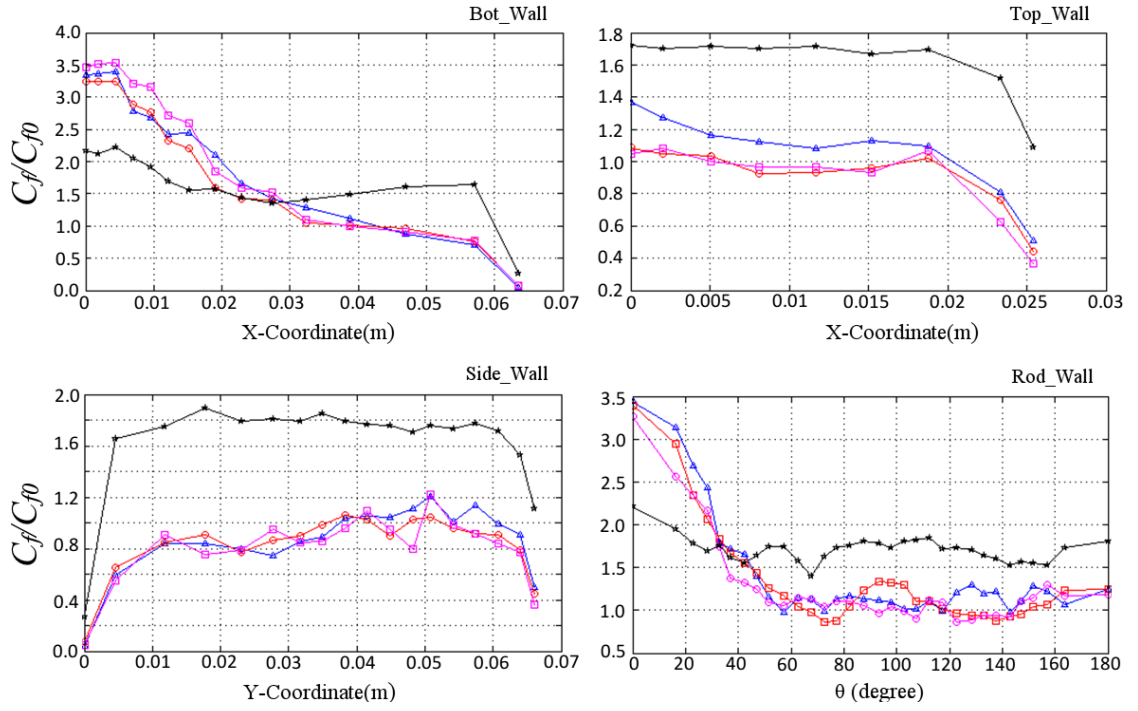 Bot_Wall
4.0
3.5
3.0
2.5
2.0
1.5
1.0
0.5
0.0
Cf/Cf0
0 0.01 0.02 0.03 0.04 0.05 0.06 0.07
X-Coordinate(m)
Top_Wall
1.8
1.6
1.4
1.2
1.0
0.8
0.6
0.4
0.2
0 0.005 0.01 0.015 0.02 0.025 0.03
X-Coordinate(m)
Side_Wall
2.0
1.6
1.2
0.8
0.4
0.0
Cf/Cf0
0 0.01 0.02 0.03 0.04 0.05 0.06 0.07
Y-Coordinate(m)
Rod_Wall
3.5
3.0
2.5
2.0
1.5
1.0
0.5
0 20 40 60 80 100 120 140 160 180
θ (degree)